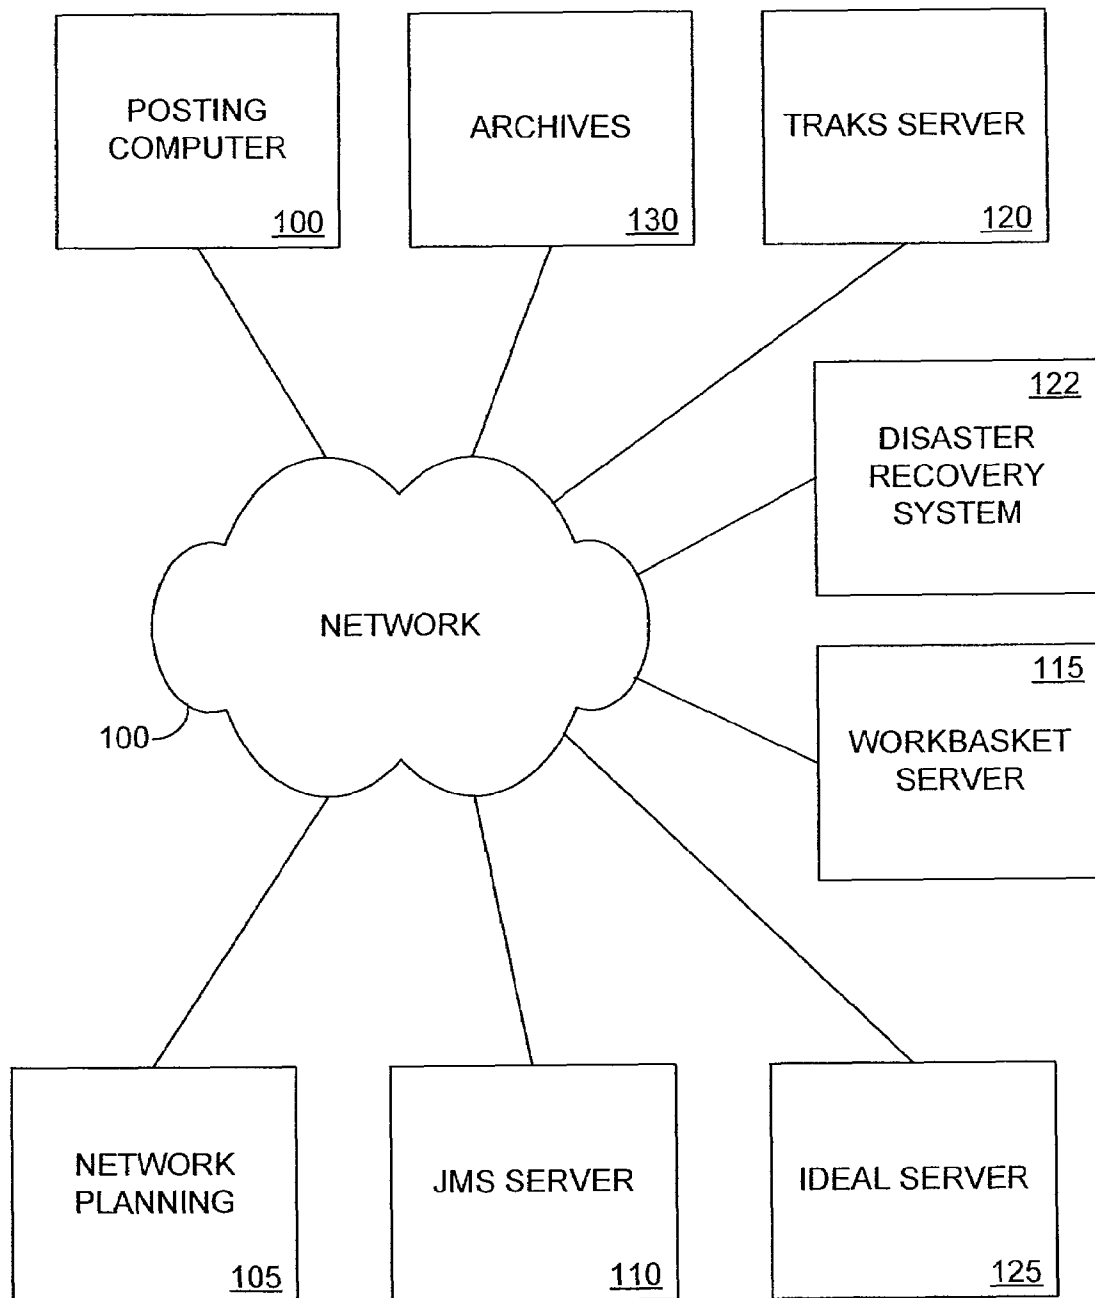 POSTING
COMPUTER
100
ARCHIVES
130
TRAKS SERVER
120
122
DISASTER
RECOVERY
SYSTEM
NETWORK
115
WORKBASKET
SERVER
100
NETWORK
PLANNING
105
JMS SERVER
110
IDEAL SERVER
125